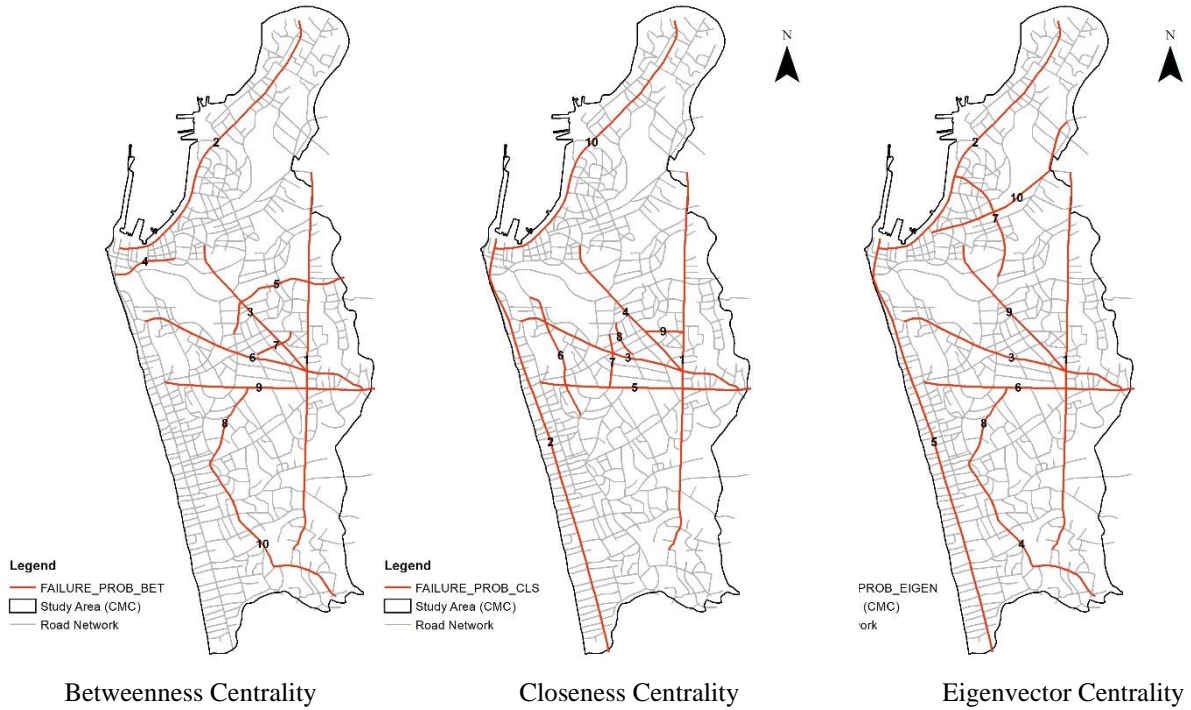 N
N
2
4
5
3
7
6
1
9
8
10
Legend
FAILURE_PROB_BET
Study Area (CMC)
Road Network
10
4
9
8
3
7
1
6
5
2
Legend
FAILURE_PROB_CLS
Study Area (CMC)
Road Network
2
10
7
9
3
1
6
8
5
4
PROB_EIGEN
(CMC)
ork
Betweenness Centrality
Closeness Centrality
Eigenvector Centrality